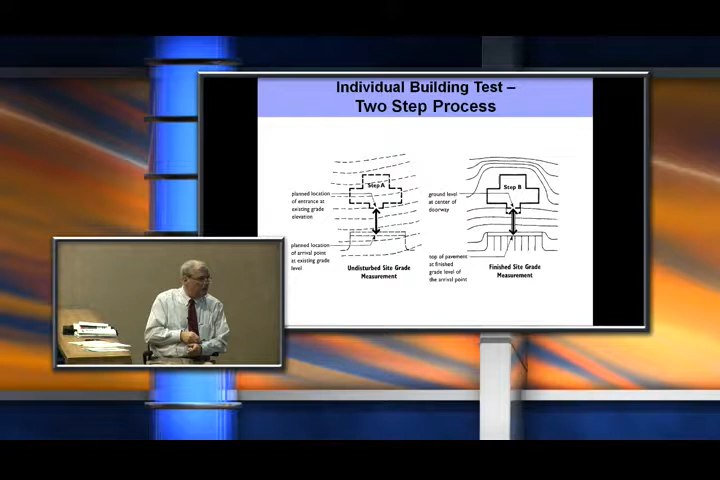 Individual Building Test –
Two Step Process
Step A
planned location
of entrance at
existing grade
elevation
planned location
of arrival point
at existing grade
level
Undisturbed Site Grade
Measurement
Step B
ground level
at center of
doorway
top of pavement
at finished
grade level of
the arrival point
Finished Site Grade
Measurement